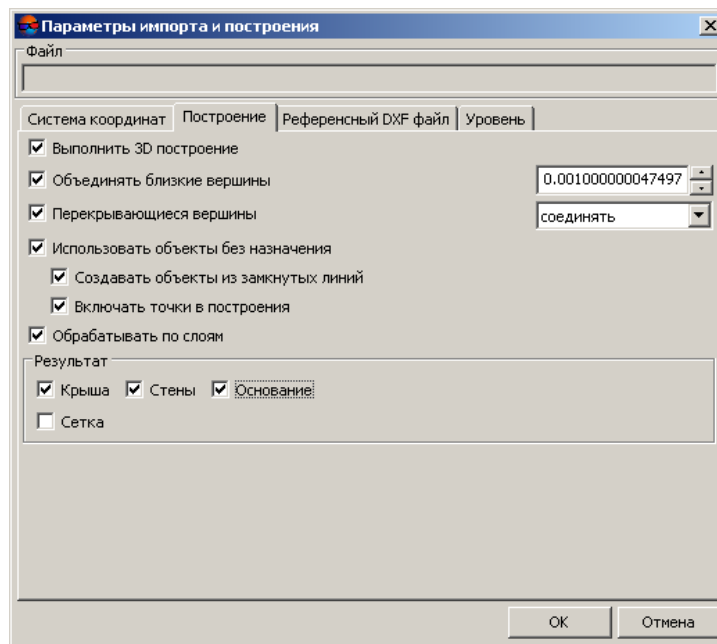 Параметры импорта и построения
Файл
Система координат Построение Референсный DXF файл Уровень
Выполнить 3D построение
Объединять близкие вершины 0.001000000047497
Перекрывающиеся вершины соединять
Использовать объекты без назначения
Создавать объекты из замкнутых линий
Включать точки в построения
Обрабатывать по слоям
Результат
Крыша Стены Основание
Сетка
OK Отмена